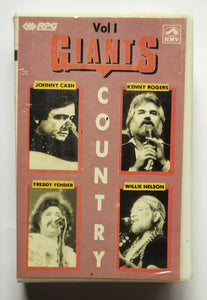 RPG
Vol I
HMV
GIANTS
JOHNNY CASH
KENNY ROGERS
COUNTRY
FREDDY FENDER
WILLIE NELSON